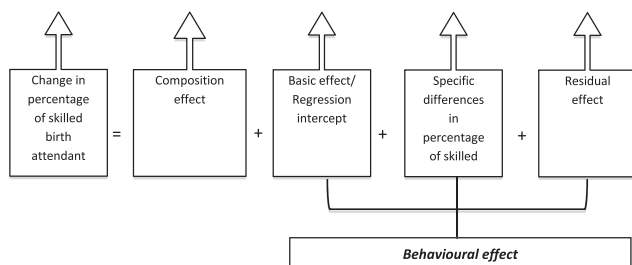 Change in
percentage
of skilled
birth
attendant
=
Composition
effect
+
Basic effect/
Regression
intercept
+
Specific
differences
in
percentage
of skilled
+
Residual
effect
Behavioural effect